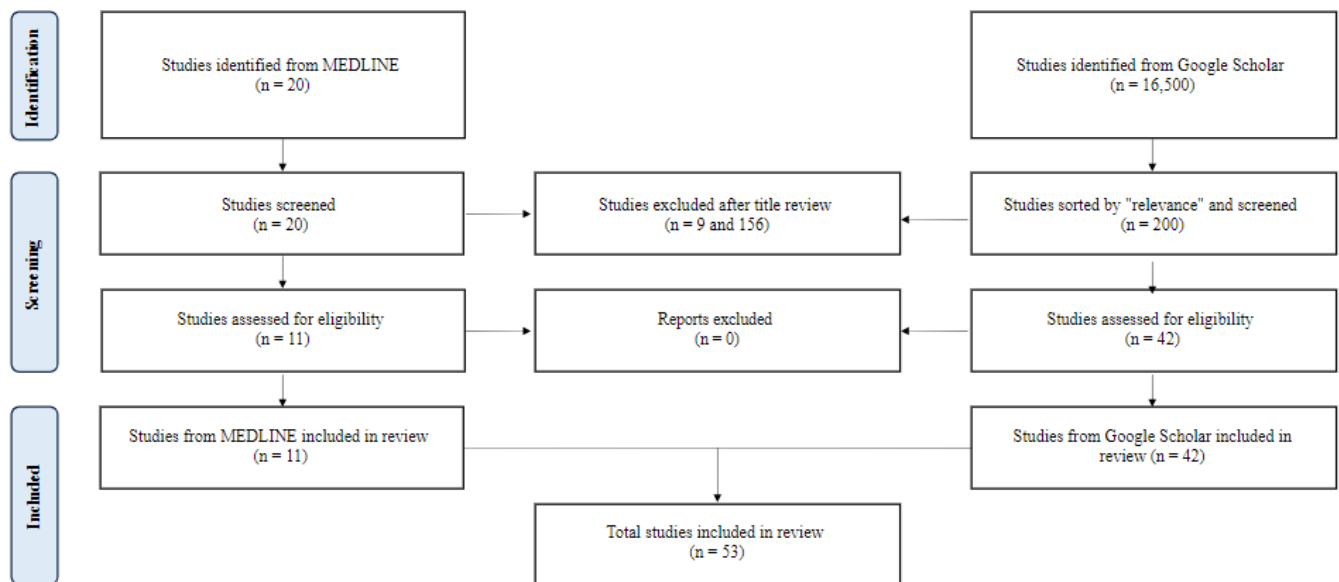 Identification
Studies identified from MEDLINE
(n = 20)
Studies identified from Google Scholar
(n = 16,500)
Screening
Studies screened
(n = 20)
Studies excluded after title review
(n = 9 and 156)
Studies sorted by "relevance" and screened
(n = 200)
Studies assessed for eligibility
(n = 11)
Reports excluded
(n = 0)
Studies assessed for eligibility
(n = 42)
Included
Studies from MEDLINE included in review
(n = 11)
Studies from Google Scholar included in
review (n = 42)
Total studies included in review
(n = 53)